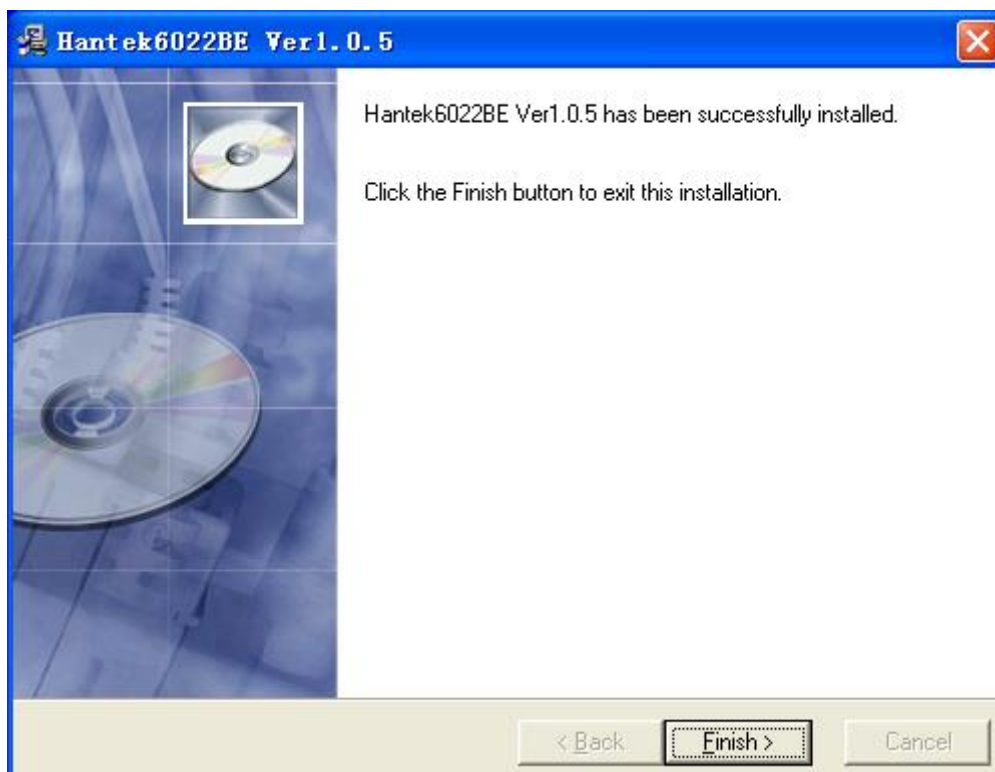 Hantek6022BE Ver1.0.5
Hantek6022BE Ver1.0.5 has been successfully installed.
Click the Finish button to exit this installation.
< Back
Finish >
Cancel